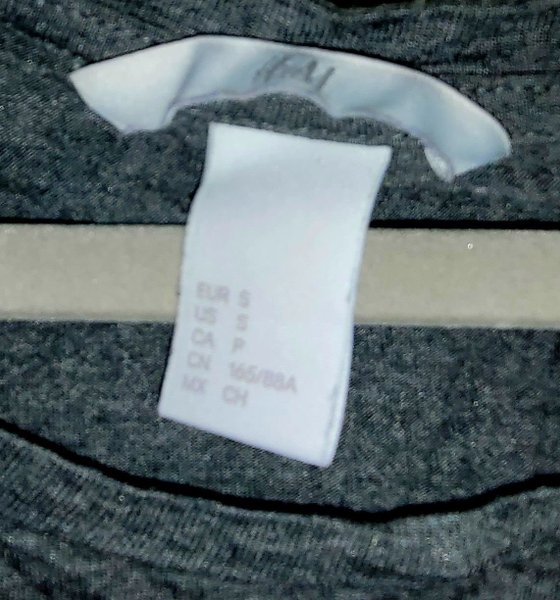 H&M
EUR S
US S
CA P
CN 165/88A
MX CH